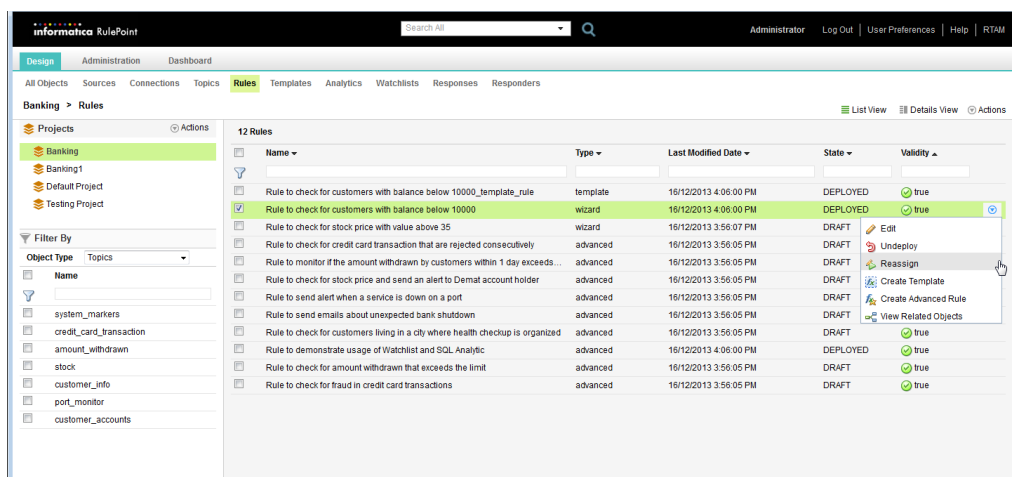 informatica RulePoint
Search All
Administrator Log Out | User Preferences | Help | RTAM
Design Administration Dashboard
All Objects Sources Connections Topics Rules Templates Analytics Watchlists Responses Responders
Banking > Rules
List View Details View Actions
Projects Actions
Banking
Banking1
Default Project
Testing Project
Filter By
Object Type Topics
Name
system_markers
credit_card_transaction
amount_withdrawn
stock
customer_info
port_monitor
customer_accounts
12 Rules
Name Type Last Modified Date State Validity
Rule to check for customers with balance below 10000_template_rule template 16/12/2013 4:06:00 PM DEPLOYED true
Rule to check for customers with balance below 10000 wizard 16/12/2013 4:06:00 PM DEPLOYED true
Rule to check for stock price with value above 35 wizard 16/12/2013 3:56:07 PM DRAFT
Rule to check for credit card transaction that are rejected consecutively advanced 16/12/2013 3:56:05 PM DRAFT
Rule to monitor if the amount withdrawn by customers within 1 day exceeds... advanced 16/12/2013 3:56:05 PM DRAFT
Rule to check for stock price and send an alert to Demat account holder advanced 16/12/2013 3:56:05 PM DRAFT
Rule to send alert when a service is down on a port advanced 16/12/2013 3:56:05 PM DRAFT
Rule to send emails about unexpected bank shutdown advanced 16/12/2013 3:56:05 PM DRAFT
Rule to check for customers living in a city where health checkup is organized advanced 16/12/2013 3:56:05 PM DRAFT true
Rule to demonstrate usage of Watchlist and SQL Analytic advanced 16/12/2013 4:06:00 PM DEPLOYED true
Rule to check for amount withdrawn that exceeds the limit advanced 16/12/2013 3:56:05 PM DRAFT true
Rule to check for fraud in credit card transactions advanced 16/12/2013 3:56:05 PM DRAFT true
Edit
Undeploy
Reassign
Create Template
Create Advanced Rule
View Related Objects